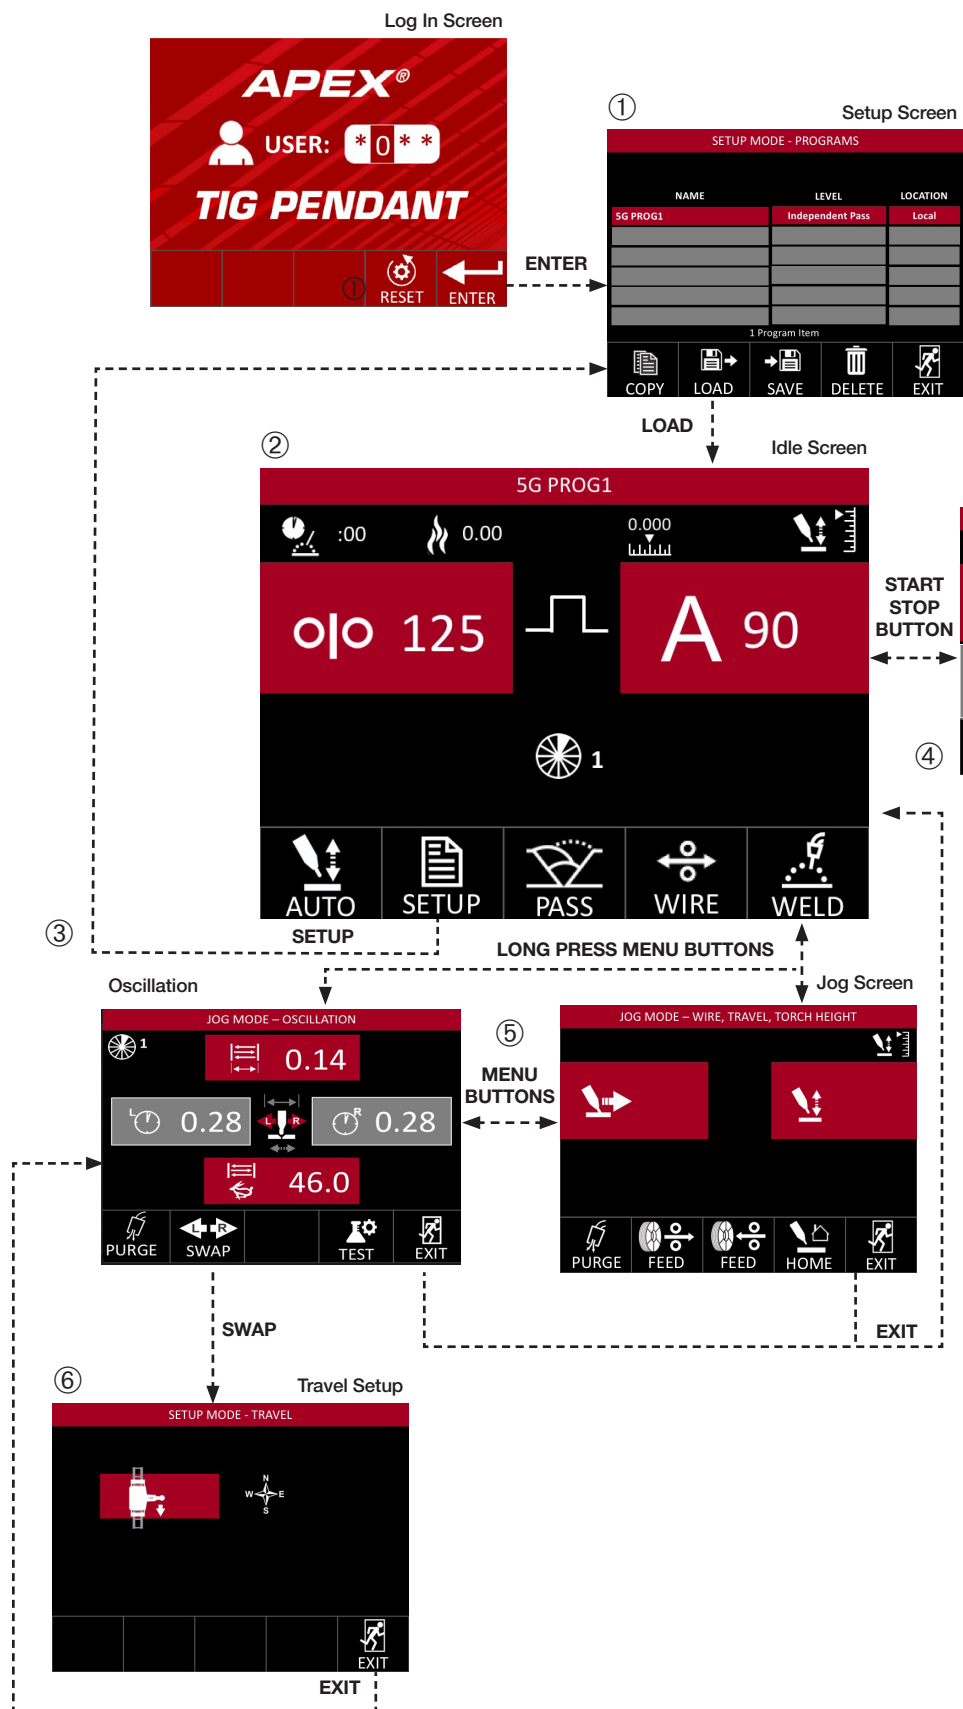 Log In Screen
APEX®
USER: * 0 * *
TIG PENDANT
①
RESET
ENTER
ENTER
①
Setup Screen
SETUP MODE - PROGRAMS
NAME LEVEL LOCATION
5G PROG1 Independent Pass Local
1 Program Item
COPY LOAD SAVE DELETE EXIT
LOAD
②
Idle Screen
5G PROG1
:00 0.00 0.000
125 A 90
1
AUTO SETUP PASS WIRE WELD
START
STOP
BUTTON
④
③
SETUP
LONG PRESS MENU BUTTONS
Oscillation
JOG MODE – OSCILLATION
1
0.14
L 0.28 L R R 0.28
46.0
L R
PURGE SWAP TEST EXIT
⑤
MENU
BUTTONS
Jog Screen
JOG MODE – WIRE, TRAVEL, TORCH HEIGHT
PURGE FEED FEED HOME EXIT
EXIT
SWAP
⑥
Travel Setup
SETUP MODE - TRAVEL
N
W E
S
EXIT
EXIT